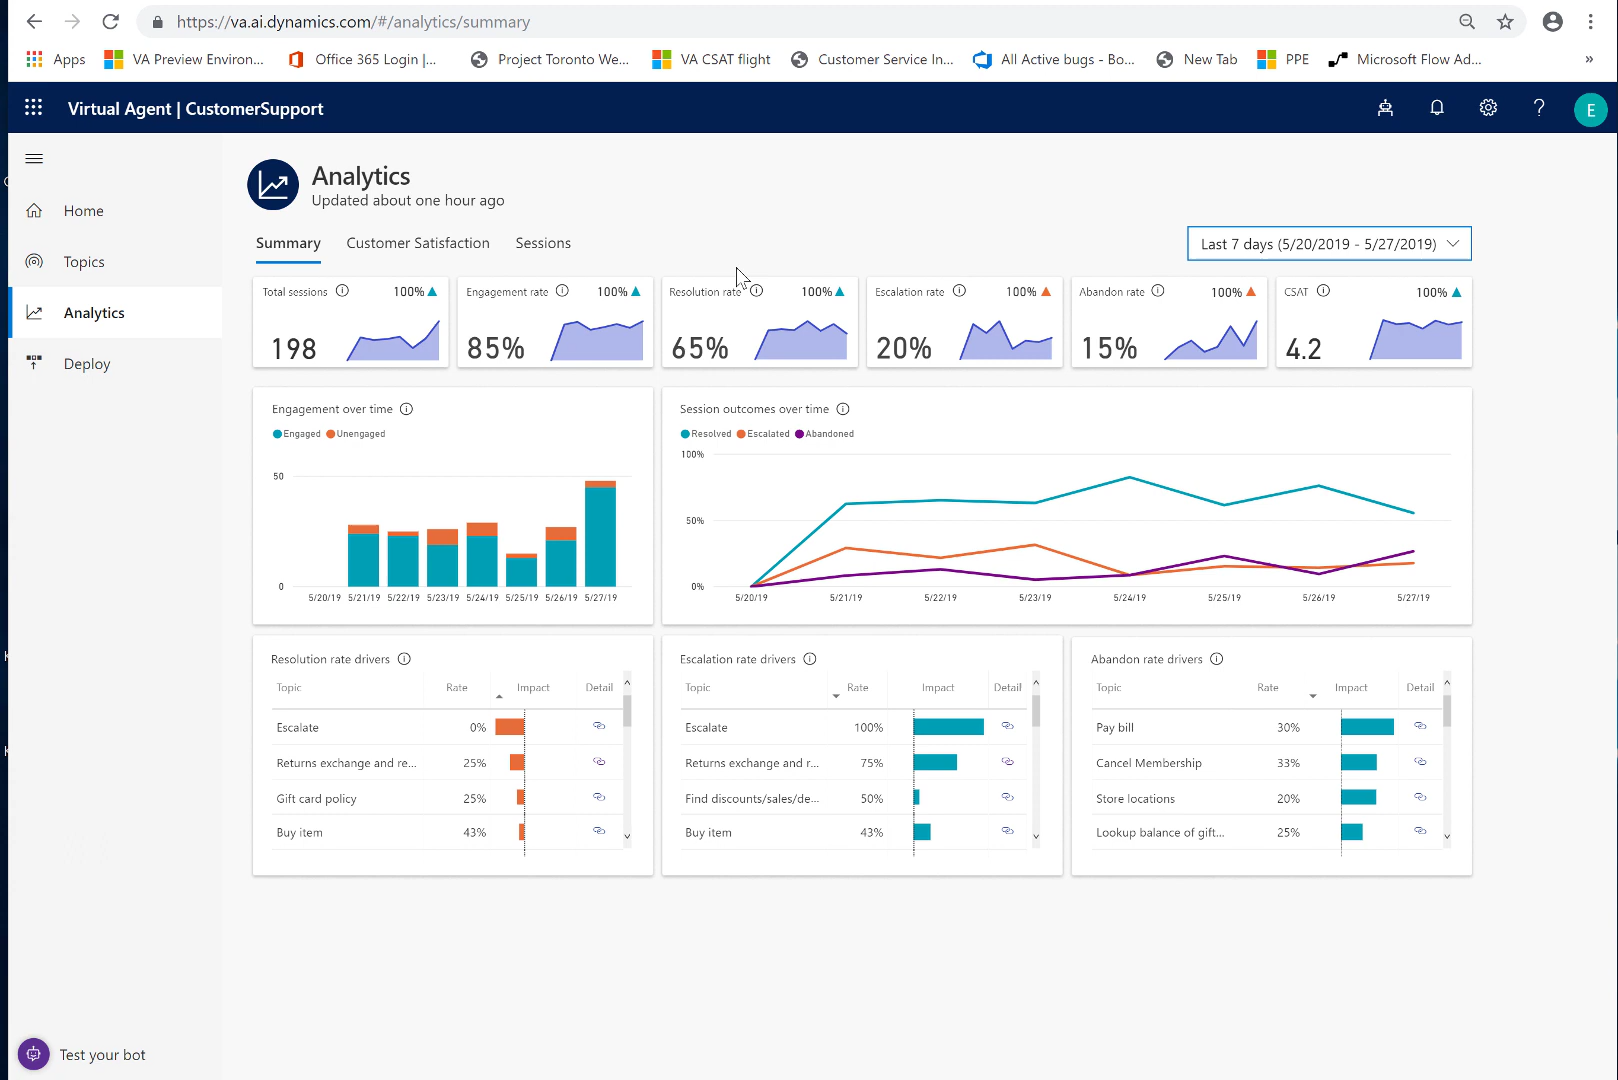 https://va.ai.dynamics.com/#/analytics/summary
Apps VA Preview Environ... Office 365 Login |... Project Toronto We... VA CSAT flight Customer Service In... All Active bugs - Bo... New Tab PPE Microsoft Flow Ad... »
Virtual Agent | CustomerSupport ? E
Home
Topics
Analytics
Deploy
Test your bot
Analytics
Updated about one hour ago
Summary Customer Satisfaction Sessions Last 7 days (5/20/2019 - 5/27/2019)
Total sessions 100%
198
Engagement rate 100%
85%
Resolution rate 100%
65%
Escalation rate 100%
20%
Abandon rate 100%
15%
CSAT 100%
4.2
Engagement over time
Engaged Unengaged
50
0
5/20/19 5/21/19 5/22/19 5/23/19 5/24/19 5/25/19 5/26/19 5/27/19
Session outcomes over time
Resolved Escalated Abandoned
100%
50%
0%
5/20/19 5/21/19 5/22/19 5/23/19 5/24/19 5/25/19 5/26/19 5/27/19
Resolution rate drivers
Topic Rate Impact Detail
Escalate 0%
Returns exchange and re... 25%
Gift card policy 25%
Buy item 43%
Escalation rate drivers
Topic Rate Impact Detail
Escalate 100%
Returns exchange and r... 75%
Find discounts/sales/de... 50%
Buy item 43%
Abandon rate drivers
Topic Rate Impact Detail
Pay bill 30%
Cancel Membership 33%
Store locations 20%
Lookup balance of gift... 25%